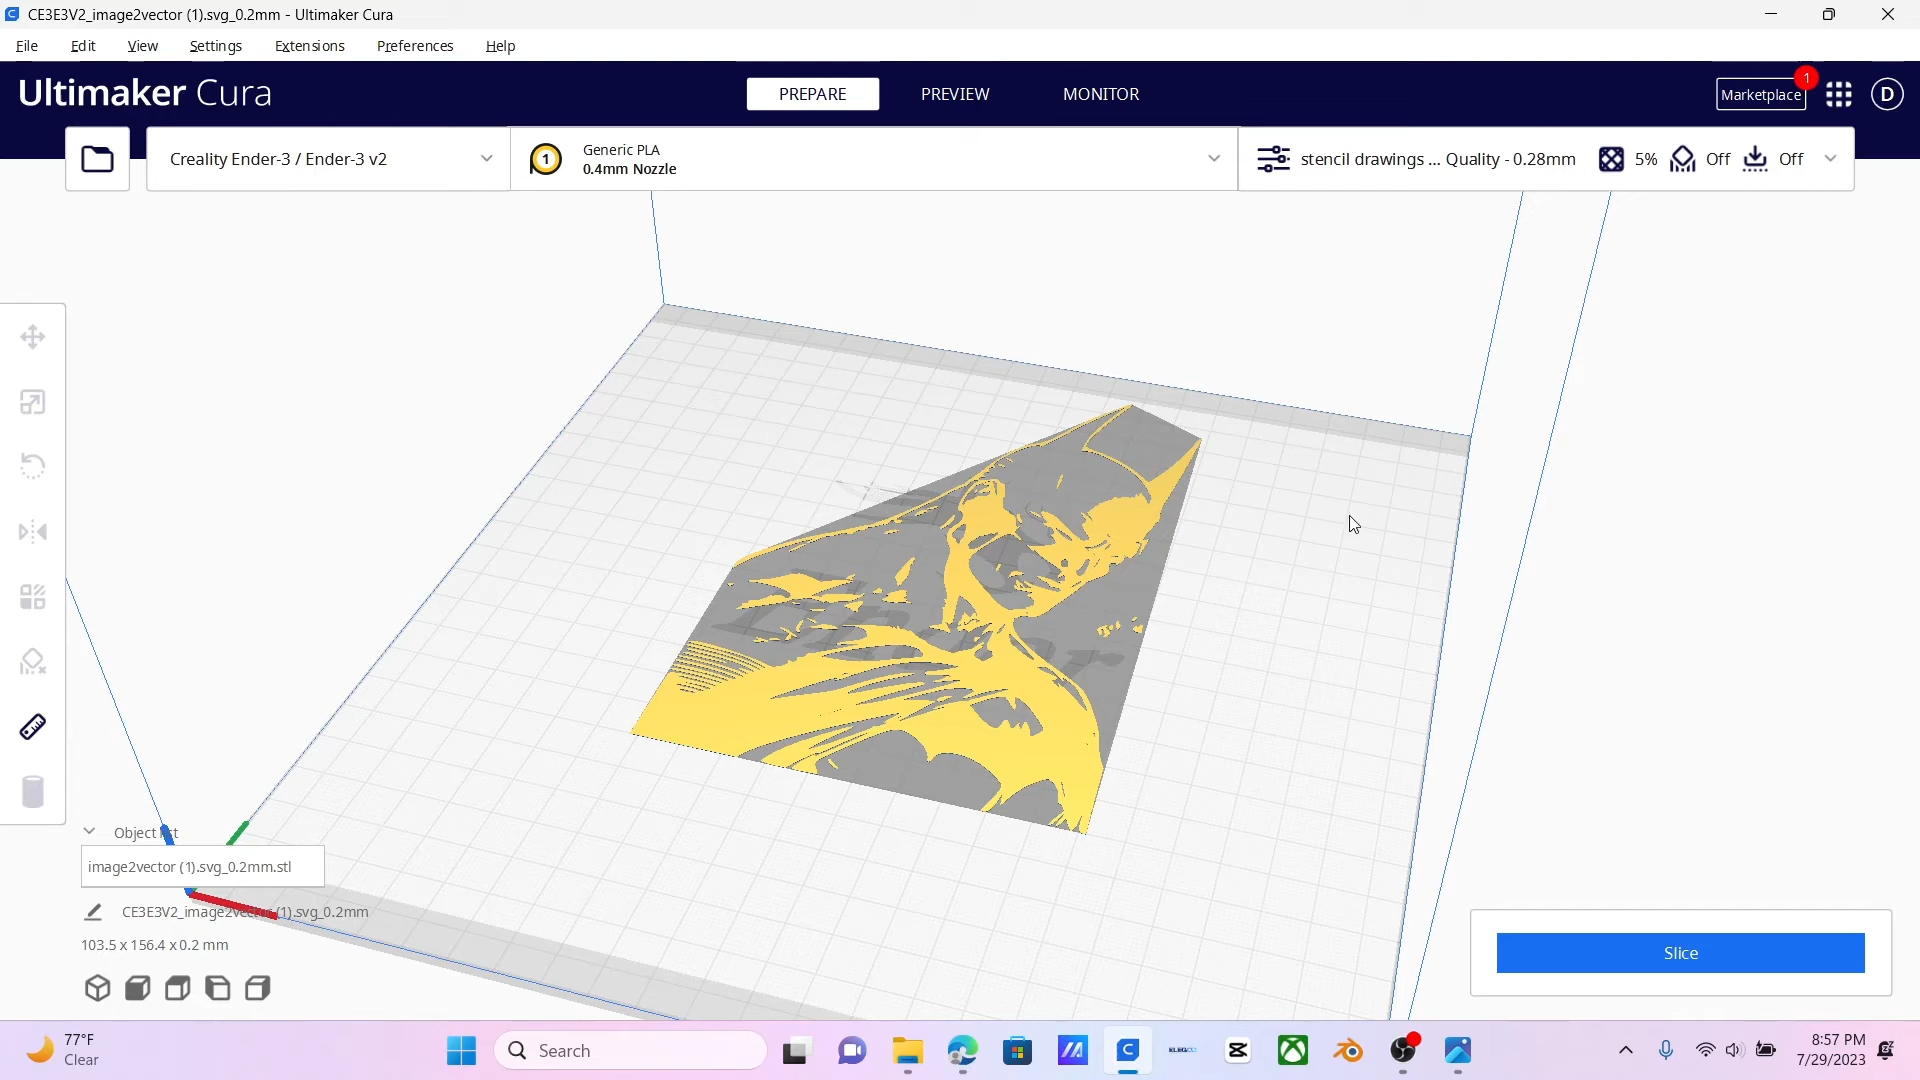 CE3E3V2_image2vector (1).svg_0.2mm - Ultimaker Cura
File Edit View Settings Extensions Preferences Help
Ultimaker Cura
PREPARE PREVIEW MONITOR
Marketplace 1 D
Creality Ender-3 / Ender-3 v2
1 Generic PLA
0.4mm Nozzle
stencil drawings ... Quality - 0.28mm 5% Off Off
Ender
Object list
image2vector (1).svg_0.2mm.stl
CE3E3V2_image2vector (1).svg_0.2mm
103.5 x 156.4 x 0.2 mm
Slice
77°F
Clear
Search
8:57 PM
7/29/2023